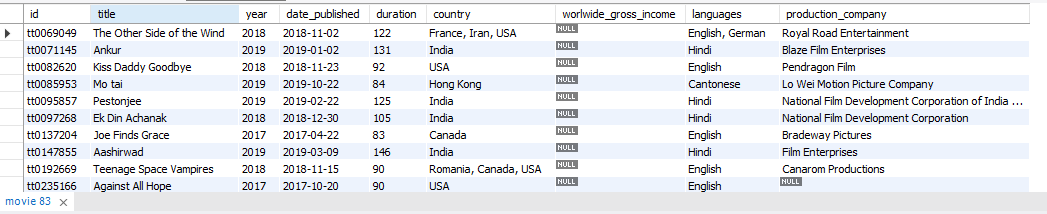 id title year date_published duration country worlwide_gross_income languages production_company
tt0069049 The Other Side of the Wind 2018 2018-11-02 122 France, Iran, USA NULL English, German Royal Road Entertainment
tt0071145 Ankur 2019 2019-01-02 131 India NULL Hindi Blaze Film Enterprises
tt0082620 Kiss Daddy Goodbye 2018 2018-11-23 92 USA NULL English Pendragon Film
tt0085953 Mo tai 2019 2019-10-22 84 Hong Kong NULL Cantonese Lo Wei Motion Picture Company
tt0095857 Pestonjee 2019 2019-02-22 125 India NULL Hindi National Film Development Corporation of India ...
tt0097268 Ek Din Achanak 2018 2018-12-30 105 India NULL Hindi National Film Development Corporation
tt0137204 Joe Finds Grace 2017 2017-04-22 83 Canada NULL English Bradeway Pictures
tt0147855 Aashirwad 2019 2019-03-09 146 India NULL Hindi Film Enterprises
tt0192669 Teenage Space Vampires 2018 2018-11-15 90 Romania, Canada, USA NULL English Canarom Productions
tt0235166 Against All Hope 2017 2017-10-20 90 USA NULL English NULL
movie 83